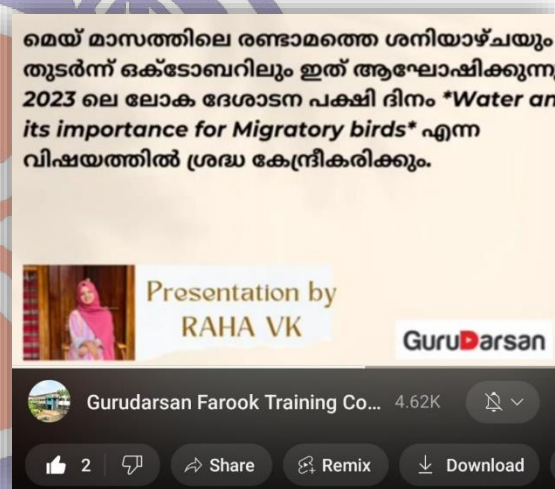 മെയ് മാസത്തിലെ രണ്ടാമത്തെ ശനിയാഴ്ചയും
തുടർന്ന് ഒക്ടോബറിലും ഇത് ആഘോഷിക്കുന്നു
2023 ലെ ലോക ദേശാടന പക്ഷി ദിനം *Water an
its importance for Migratory birds* എന്ന
വിഷയത്തിൽ ശ്രദ്ധ കേന്ദ്രീകരിക്കും.
Presentation by
RAHA VK
GuruDarsan
Gurudarsan Farook Training Co... 4.62K
2 Share Remix Download